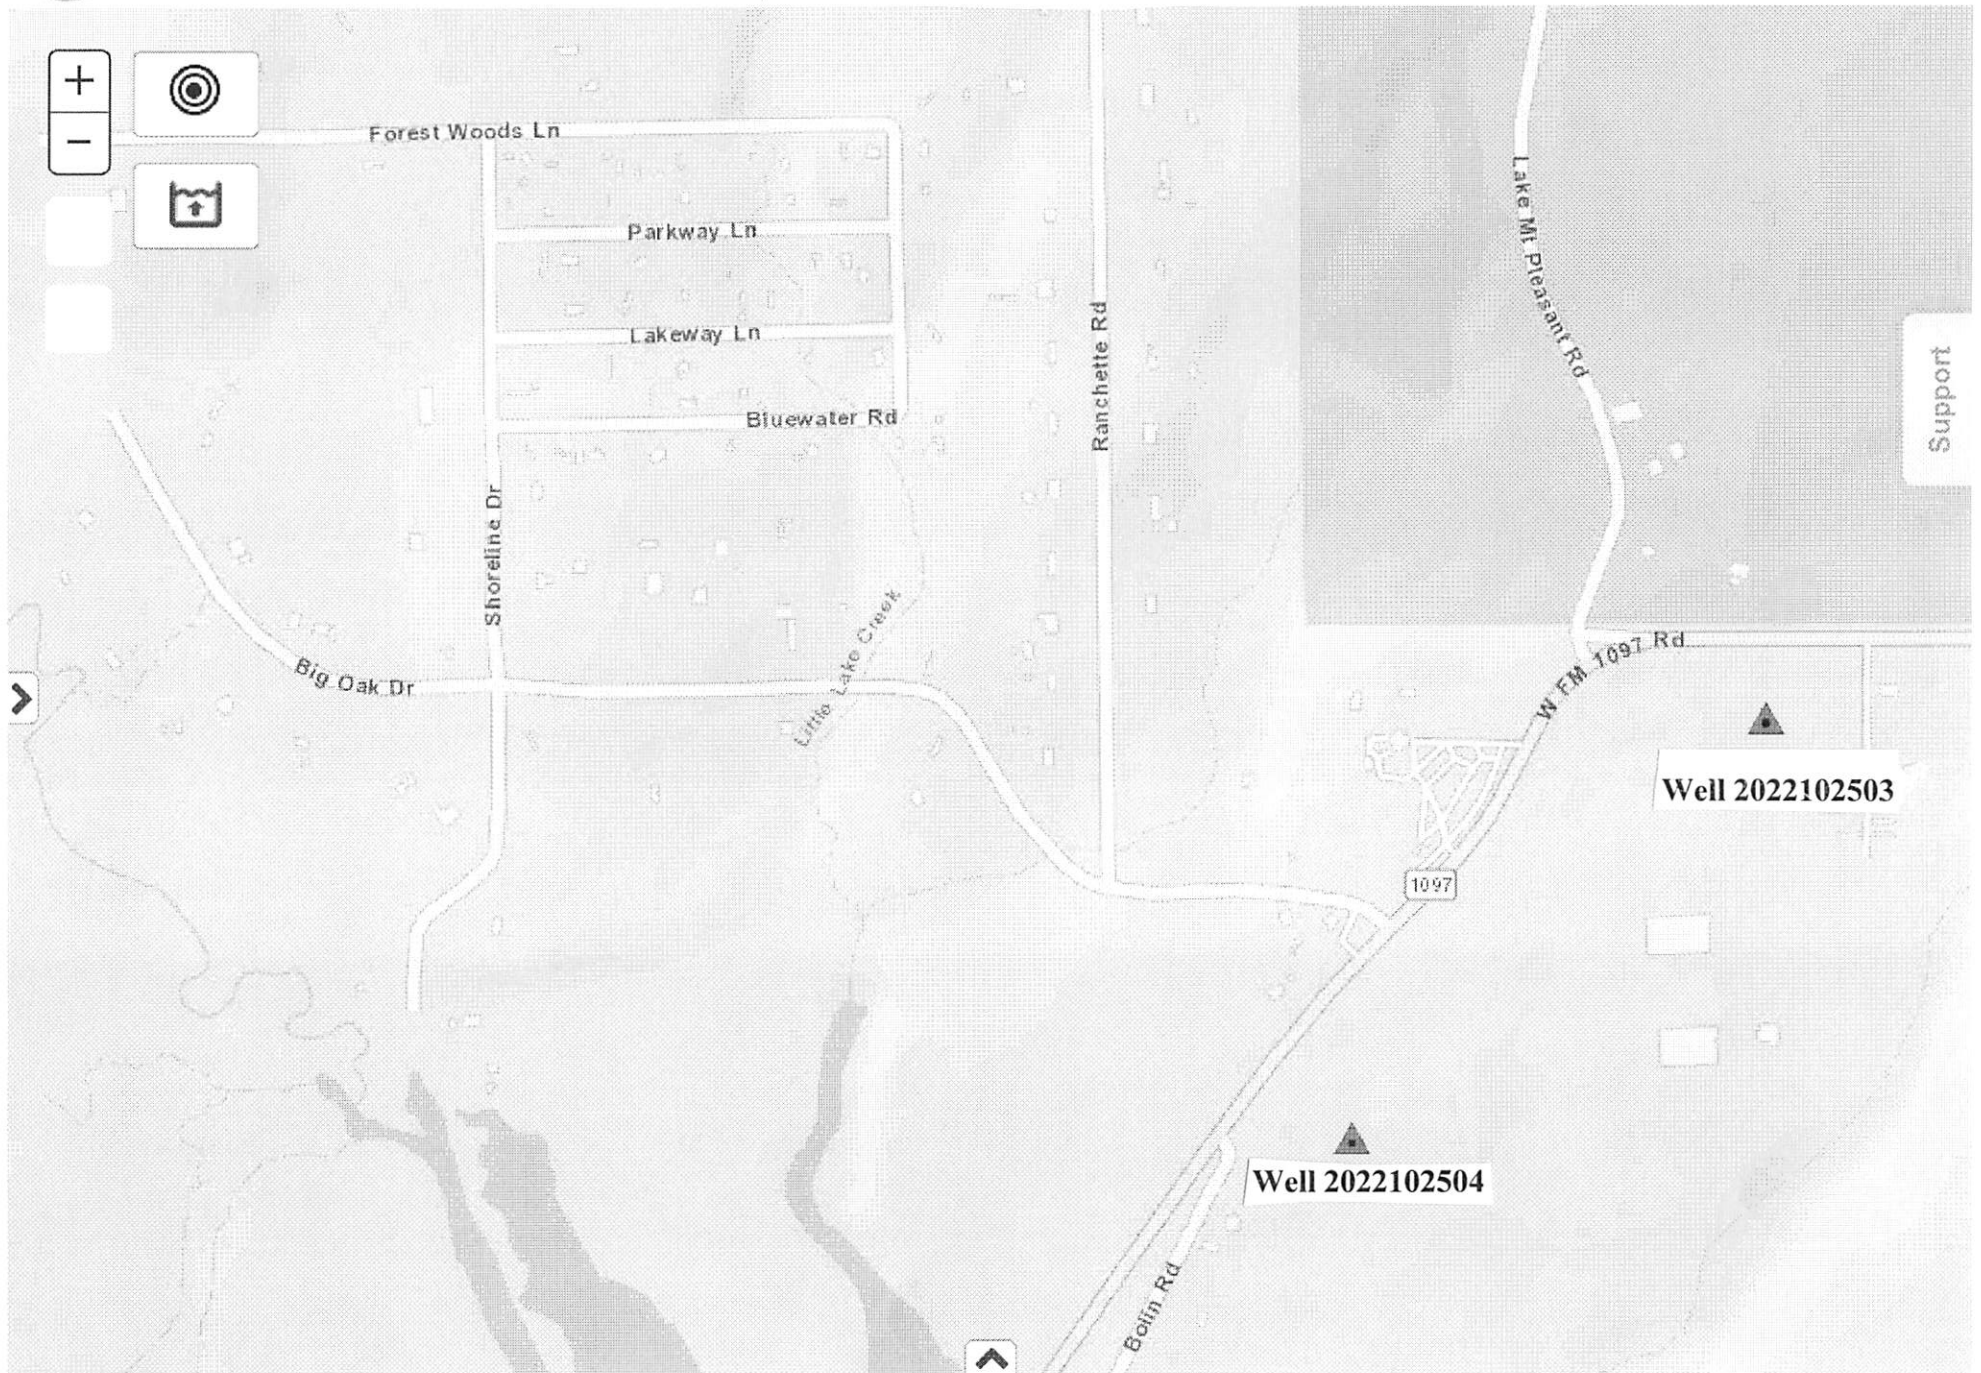 +
−
Forest Woods Ln
Parkway Ln
Lakeway Ln
Bluewater Rd
Shoreline Dr
Big Oak Dr
Little Lake Creek
Ranchette Rd
Lake Mt Pleasant Rd
Support
W FM 1097 Rd
Well 2022102503
1097
Well 2022102504
Bolin Rd